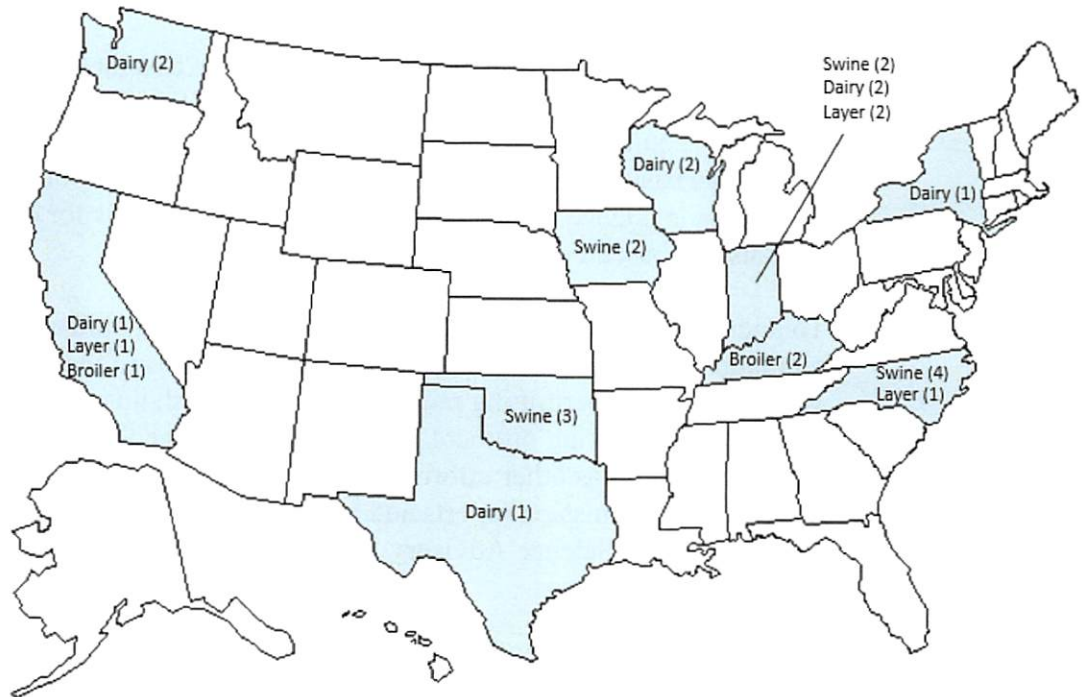 Dairy (2)
Swine (2)
Dairy (2)
Layer (2)
Dairy (2)
Dairy (1)
Swine (2)
Dairy (1)
Layer (1)
Broiler (1)
Broiler (2)
Swine (4)
Layer (1)
Swine (3)
Dairy (1)